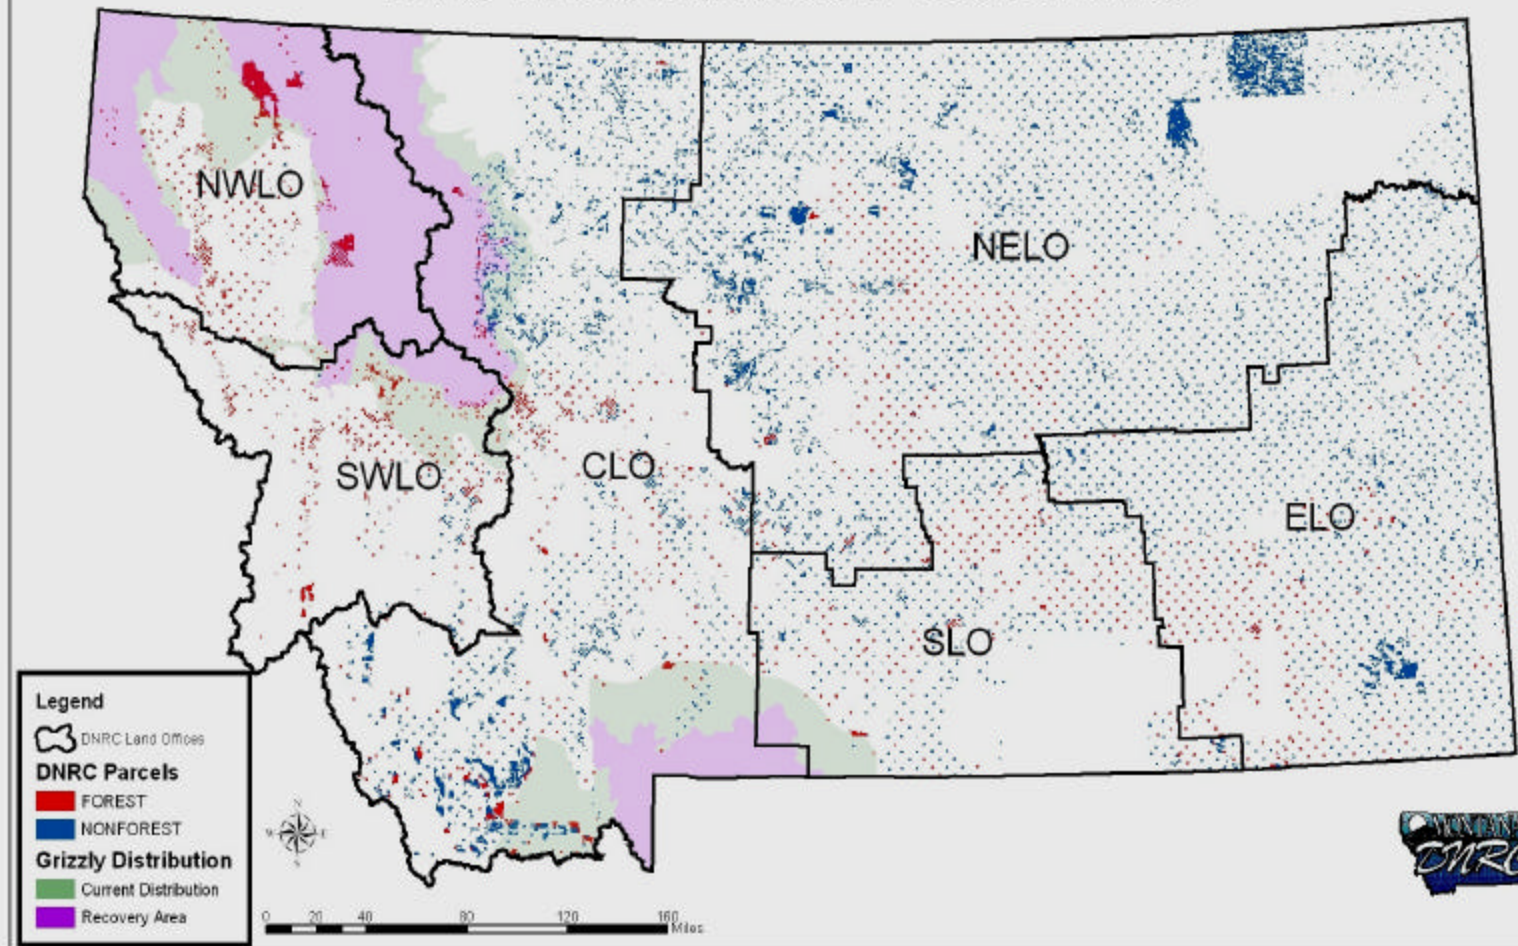 NWLO
NELO
SWLO
CLO
ELO
SLO
Legend
DNRC Land Offices
DNRC Parcels
FOREST
NONFOREST
Grizzly Distribution
Current Distribution
Recovery Area
N
W E
S
0 20 40 80 120 160
Miles
DNRC